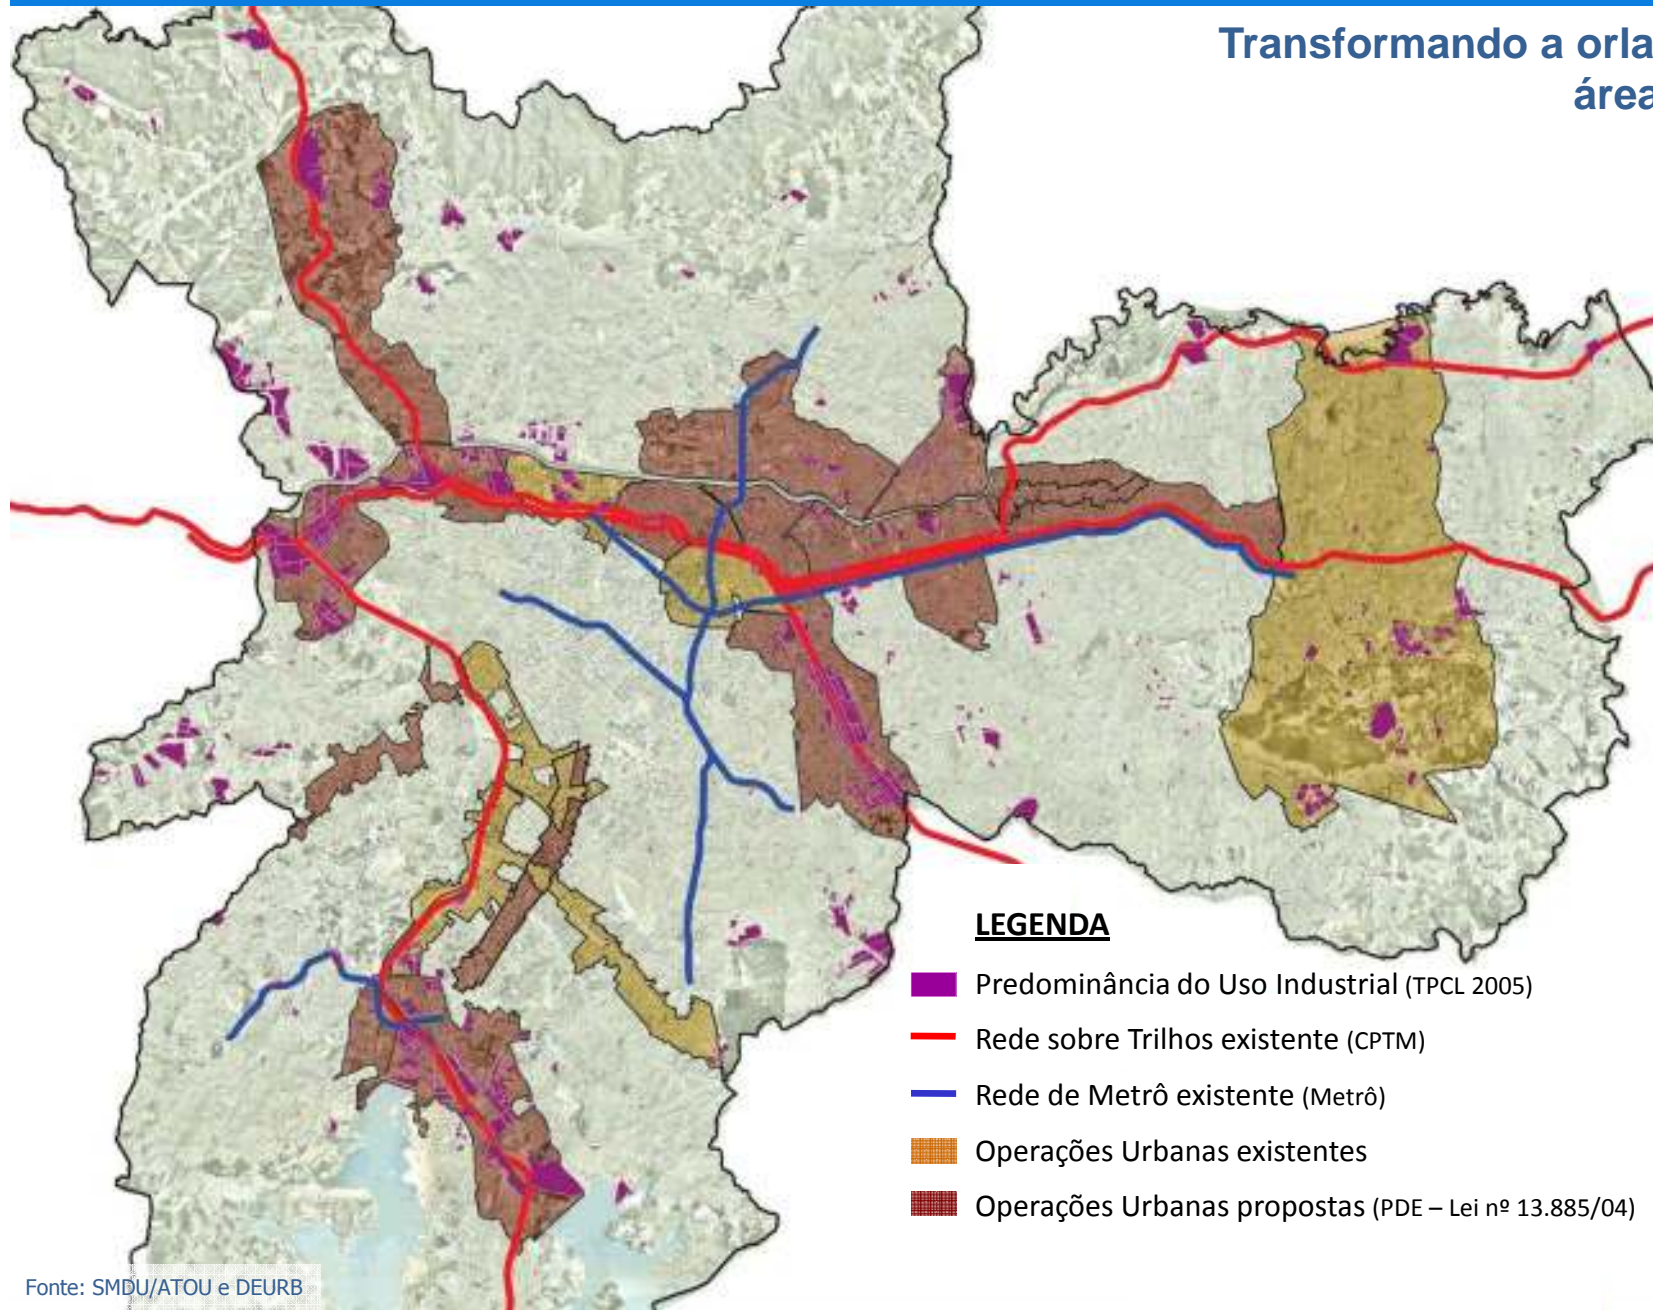 Transformando a orla
área
LEGENDA
Predominância do Uso Industrial (TPCL 2005)
Rede sobre Trilhos existente (CPTM)
Rede de Metrô existente (Metrô)
Operações Urbanas existentes
Operações Urbanas propostas (PDE – Lei nº 13.885/04)
Fonte: SMDU/ATOU e DEURB